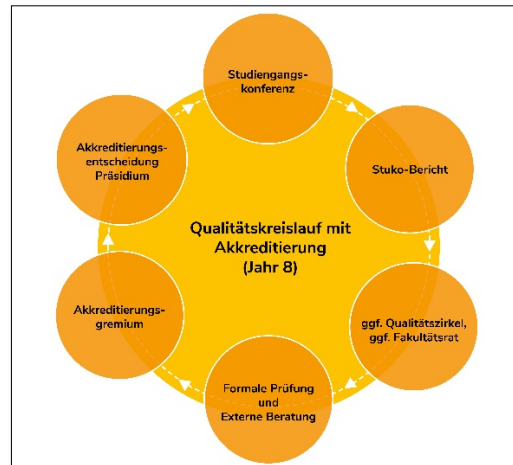 Studiengangs-
konferenz
Stuko-Bericht
ggf. Qualitätszirkel,
ggf. Fakultätsrat
Formale Prüfung
und
Externe Beratung
Akkreditierungs-
gremium
Akkreditierungs-
entscheidung
Präsidium
Qualitätskreislauf mit
Akkreditierung
(Jahr 8)